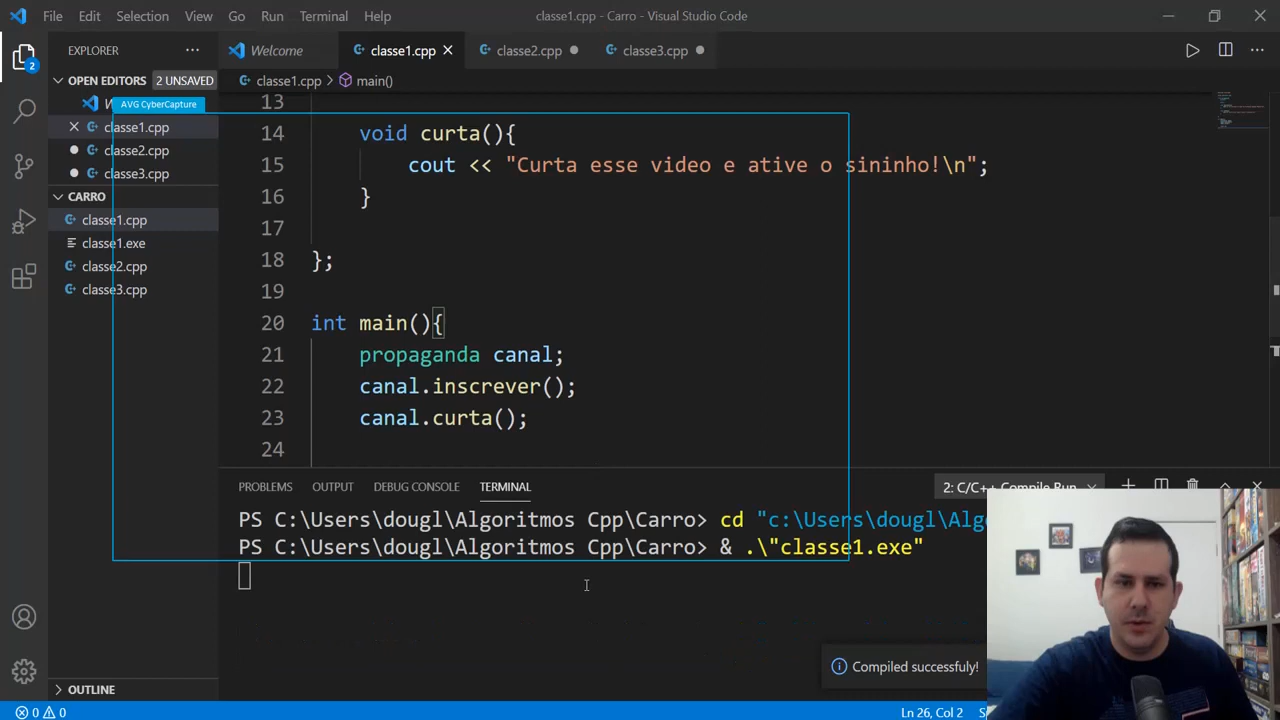 File Edit Selection View Go Run Terminal Help classe1.cpp - Carro - Visual Studio Code
EXPLORER
Welcome classe1.cpp classe2.cpp classe3.cpp
OPEN EDITORS 2 UNSAVED
classe1.cpp > main()
AVG CyberCapture
classe1.cpp
classe2.cpp
classe3.cpp
CARRO
classe1.cpp
classe1.exe
classe2.cpp
classe3.cpp
OUTLINE
2
13
14 void curta(){
15 cout << "Curta esse video e ative o sininho!\n";
16 }
17
18 };
19
20 int main(){
21 propaganda canal;
22 canal.inscrever();
23 canal.curta();
24
PROBLEMS OUTPUT DEBUG CONSOLE TERMINAL 2: C/C++ Compile Run
PS C:\Users\dougl\Algoritmos Cpp\Carro> cd "c:\Users\dougl\Algo
PS C:\Users\dougl\Algoritmos Cpp\Carro> & .\"classe1.exe"
Compiled successfuly!
0 0 Ln 26, Col 2